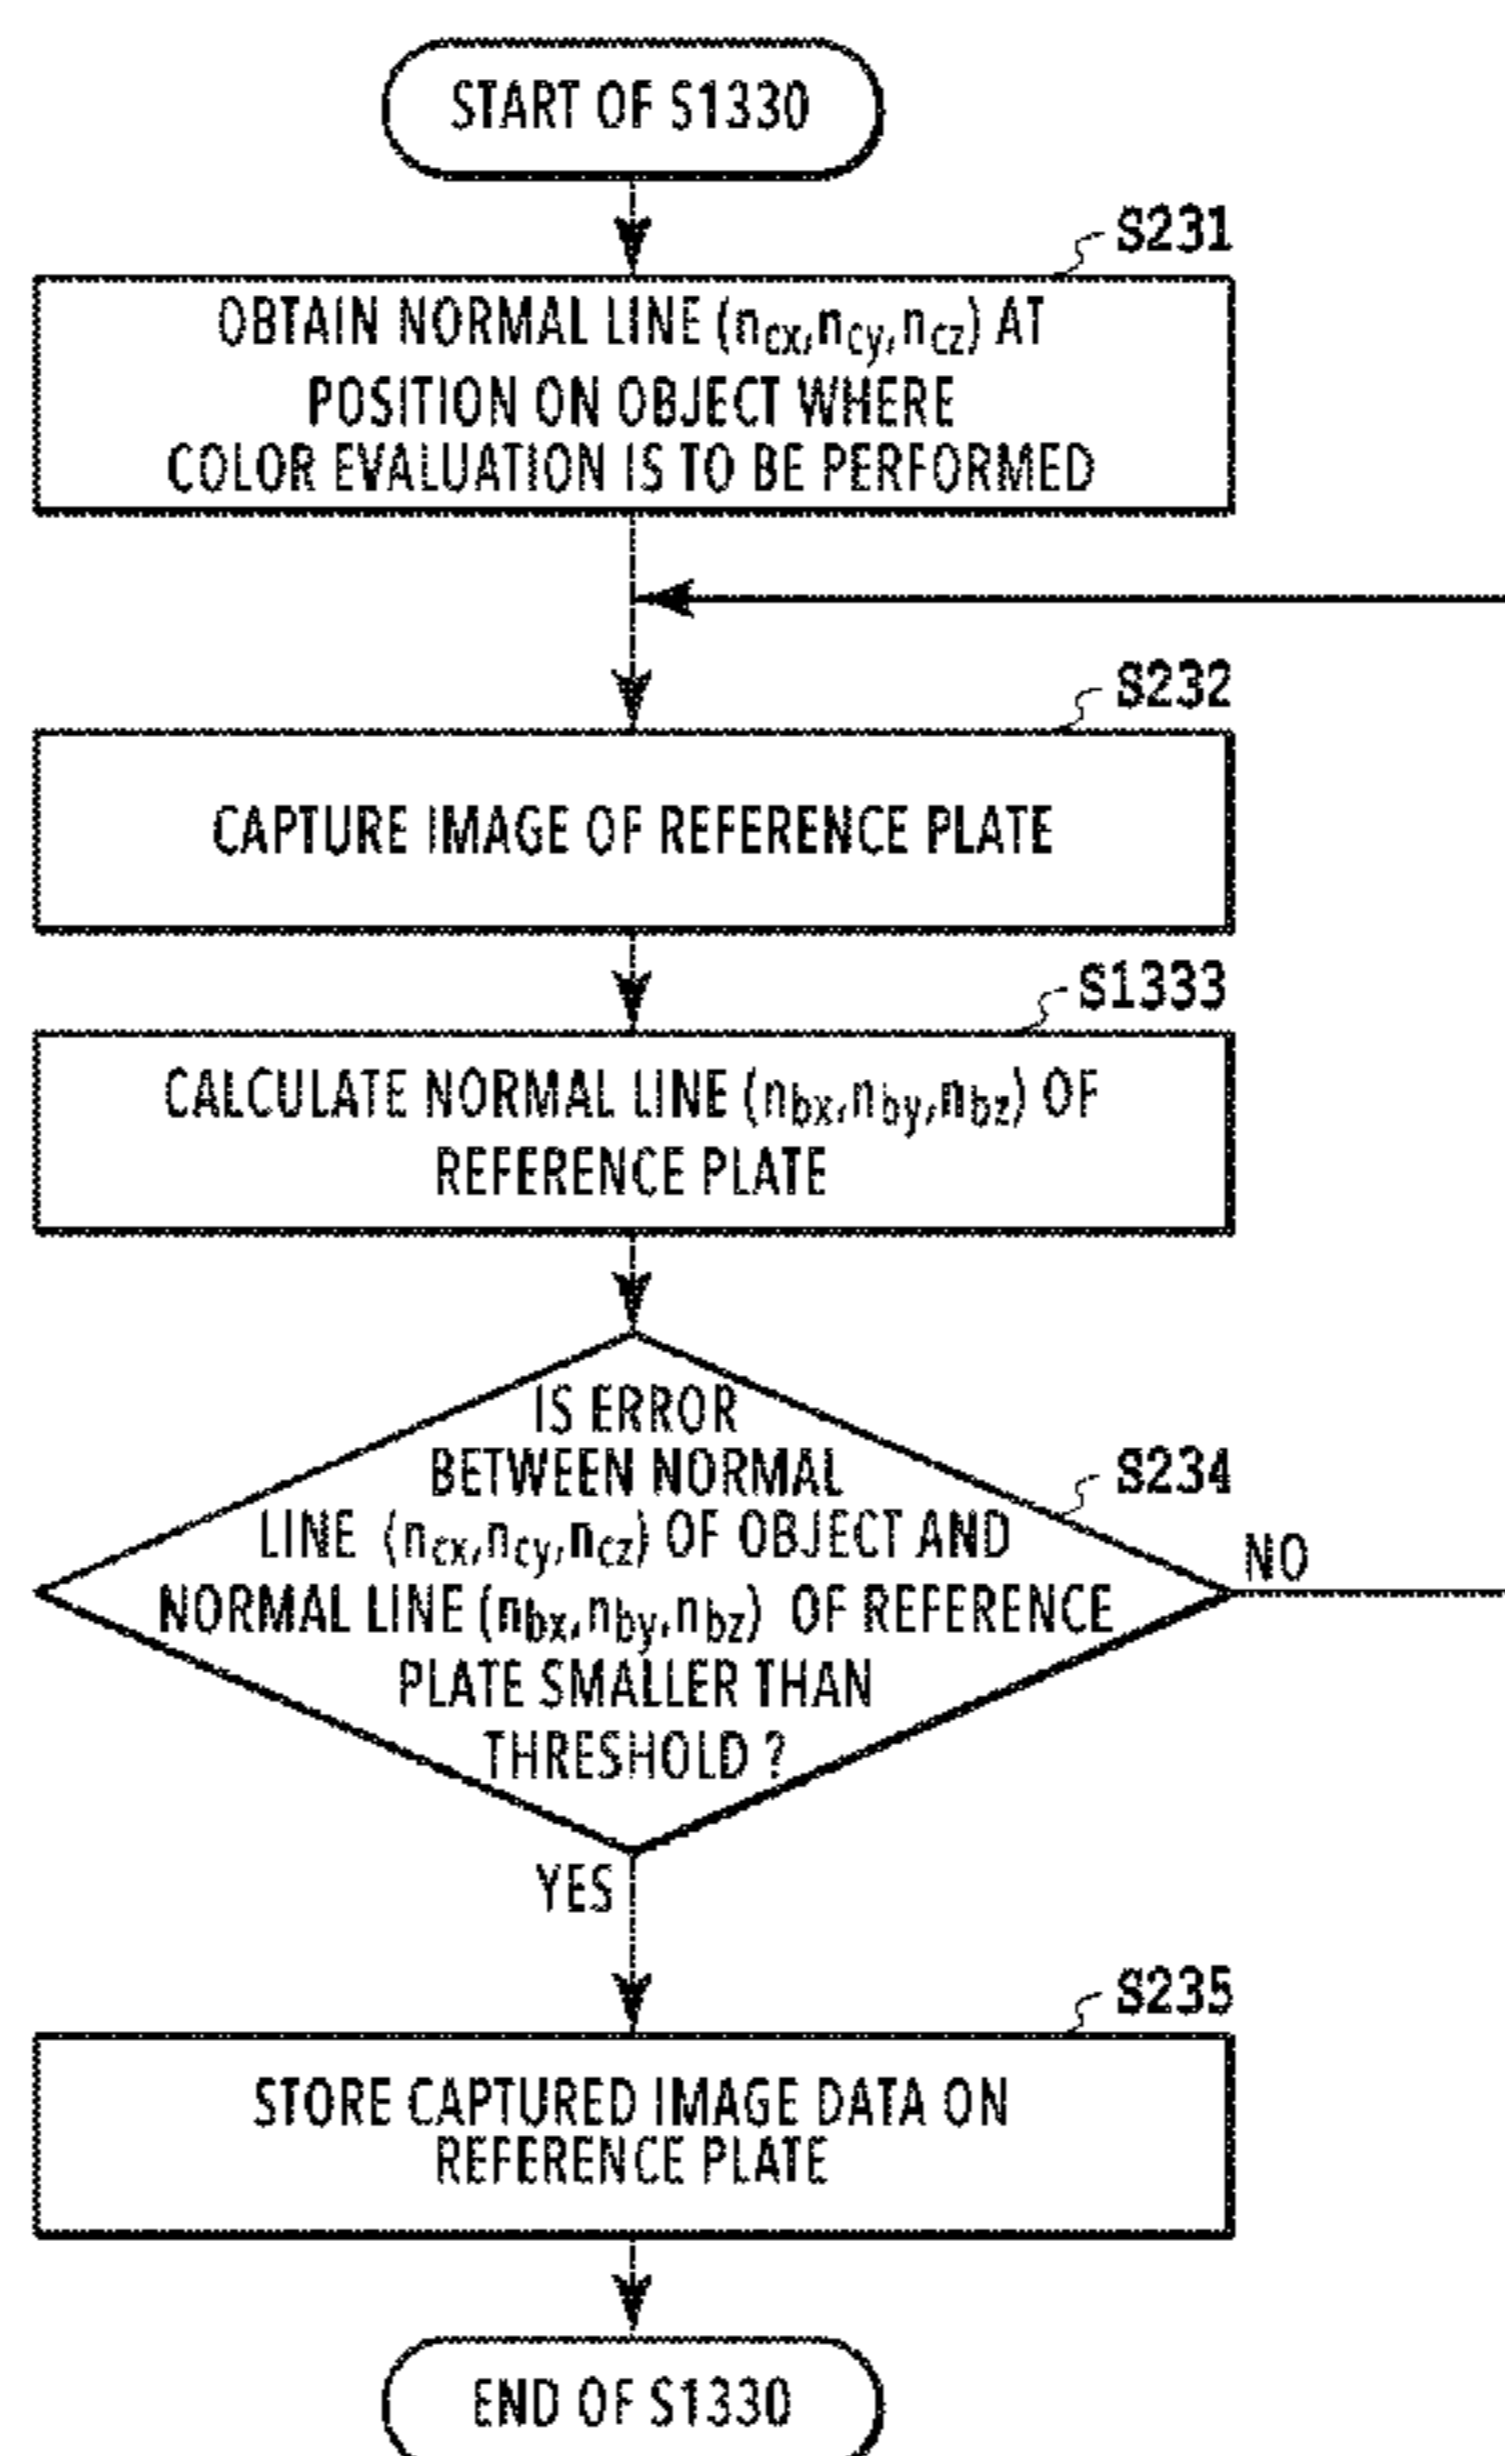 START OF S1330
S231
OBTAIN NORMAL LINE (ncx,ncy,ncz) AT
POSITION ON OBJECT WHERE
COLOR EVALUATION IS TO BE PERFORMED
S232
CAPTURE IMAGE OF REFERENCE PLATE
S1333
CALCULATE NORMAL LINE (nbx,nby,nbz) OF
REFERENCE PLATE
IS ERROR
BETWEEN NORMAL
S234
LINE (ncx,ncy,ncz) OF OBJECT AND
NO
NORMAL LINE (nbx,nby,nbz) OF REFERENCE
PLATE SMALLER THAN
THRESHOLD ?
YES
S235
STORE CAPTURED IMAGE DATA ON
REFERENCE PLATE
END OF S1330